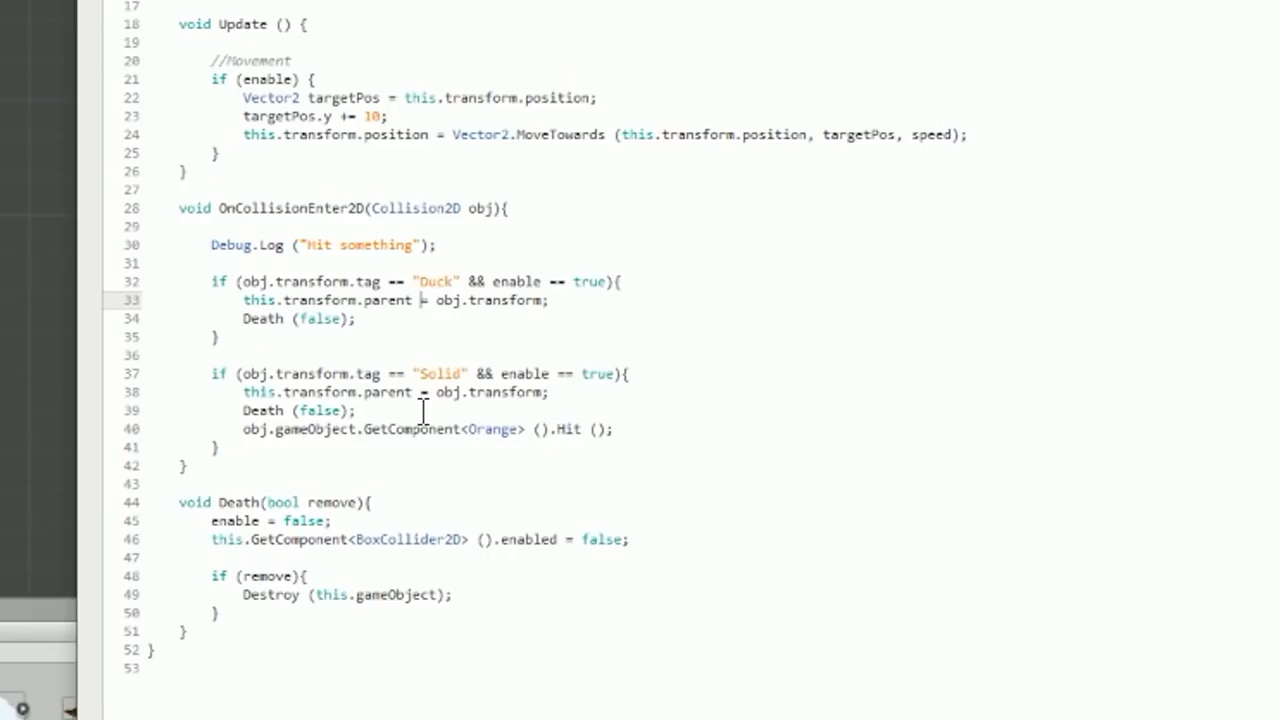 17
18 void Update () {
19
20 //Movement
21 if (enable) {
22 Vector2 targetPos = this.transform.position;
23 targetPos.y += 10;
24 this.transform.position = Vector2.MoveTowards (this.transform.position, targetPos, speed);
25 }
26 }
27
28 void OnCollisionEnter2D(Collision2D obj){
29
30 Debug.Log ("Hit something");
31
32 if (obj.transform.tag == "Duck" && enable == true){
33 this.transform.parent = obj.transform;
34 Death (false);
35 }
36
37 if (obj.transform.tag == "Solid" && enable == true){
38 this.transform.parent = obj.transform;
39 Death (false);
40 obj.gameObject.GetComponent<Orange> ().Hit ();
41 }
42 }
43
44 void Death(bool remove){
45 enable = false;
46 this.GetComponent<BoxCollider2D> ().enabled = false;
47
48 if (remove){
49 Destroy (this.gameObject);
50 }
51 }
52 }
53